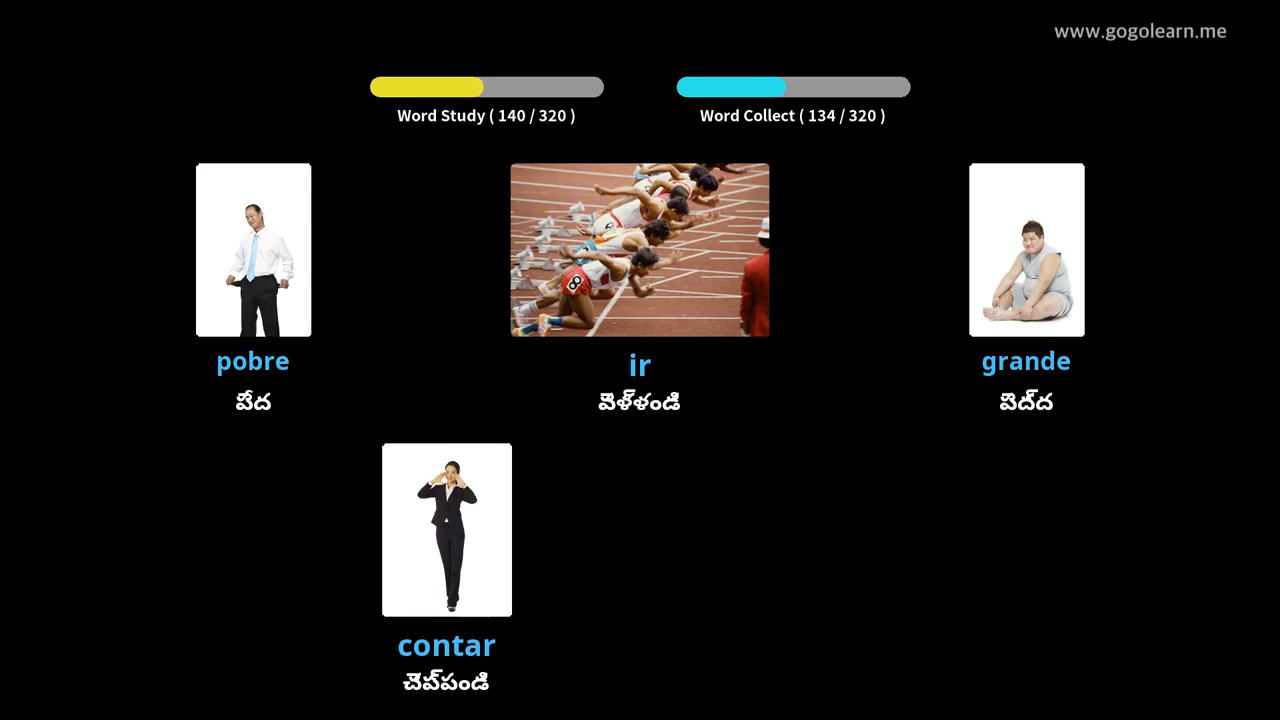 www.gogolearn.me
Word Study ( 140 / 320 )
Word Collect ( 134 / 320 )
pobre
పేద
ir
వెళ్ళండి
grande
పెద్ద
contar
చెప్పండి